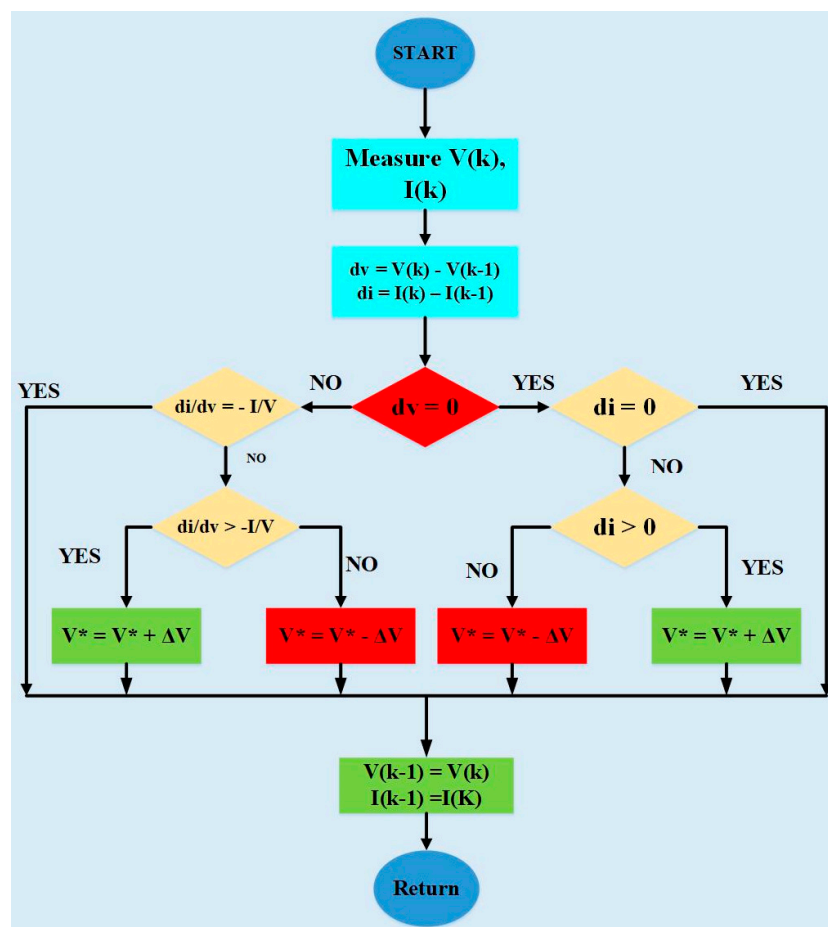 START
Measure V(k),
I(k)
dv = V(k) - V(k-1)
di = I(k) – I(k-1)
YES
NO
YES
YES
di/dv = - I/V
dv = 0
di = 0
NO
NO
di/dv > -I/V
di > 0
YES
NO
NO
YES
V* = V* + ΔV
V* = V* - ΔV
V* = V* - ΔV
V* = V* + ΔV
V(k-1) = V(k)
I(k-1) =I(K)
Return